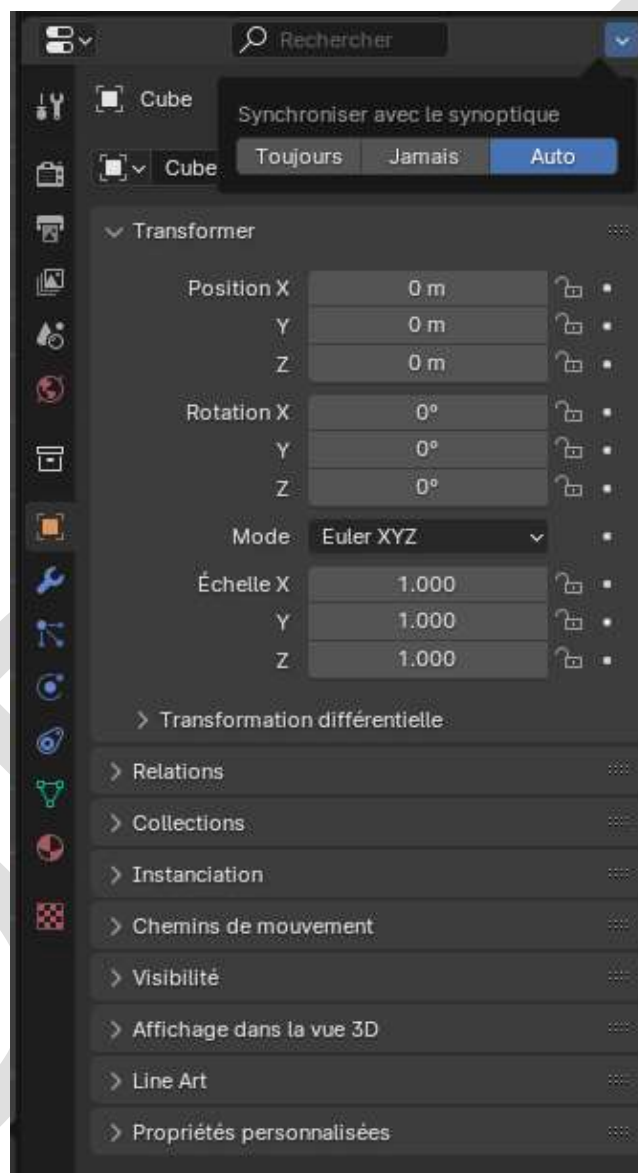 Rechercher
Cube
Synchroniser avec le synoptique
Toujours Jamais Auto
Cube
Transformer
Position X 0 m
Y 0 m
Z 0 m
Rotation X 0°
Y 0°
Z 0°
Mode Euler XYZ
Échelle X 1.000
Y 1.000
Z 1.000
Transformation différentielle
Relations
Collections
Instanciation
Chemins de mouvement
Visibilité
Affichage dans la vue 3D
Line Art
Propriétés personnalisées